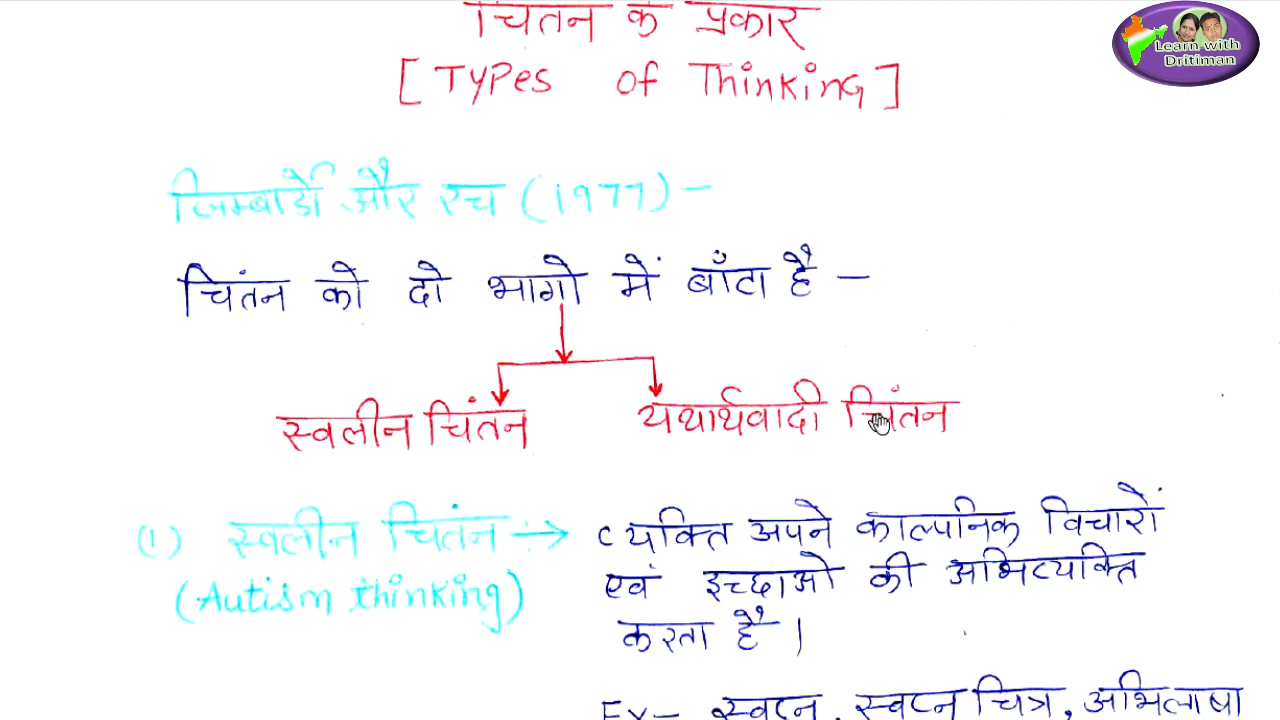 चिंतन के प्रकार
[Types of Thinking]
Learn with
Dritiman
जिम्बार्डो और रच (1977) -
चिंतन को दो भागो में बाँटा है -
स्वलीन चिंतन यथार्थवादी चिंतन
(1) स्वलीन चिंतन → व्यक्ति अपने काल्पनिक विचारों
(Autism thinking) एवं इच्छाओ की अभिव्यक्ति
करता है।
Ex- स्वप्न, स्वप्न चित्र, अभिलाषा